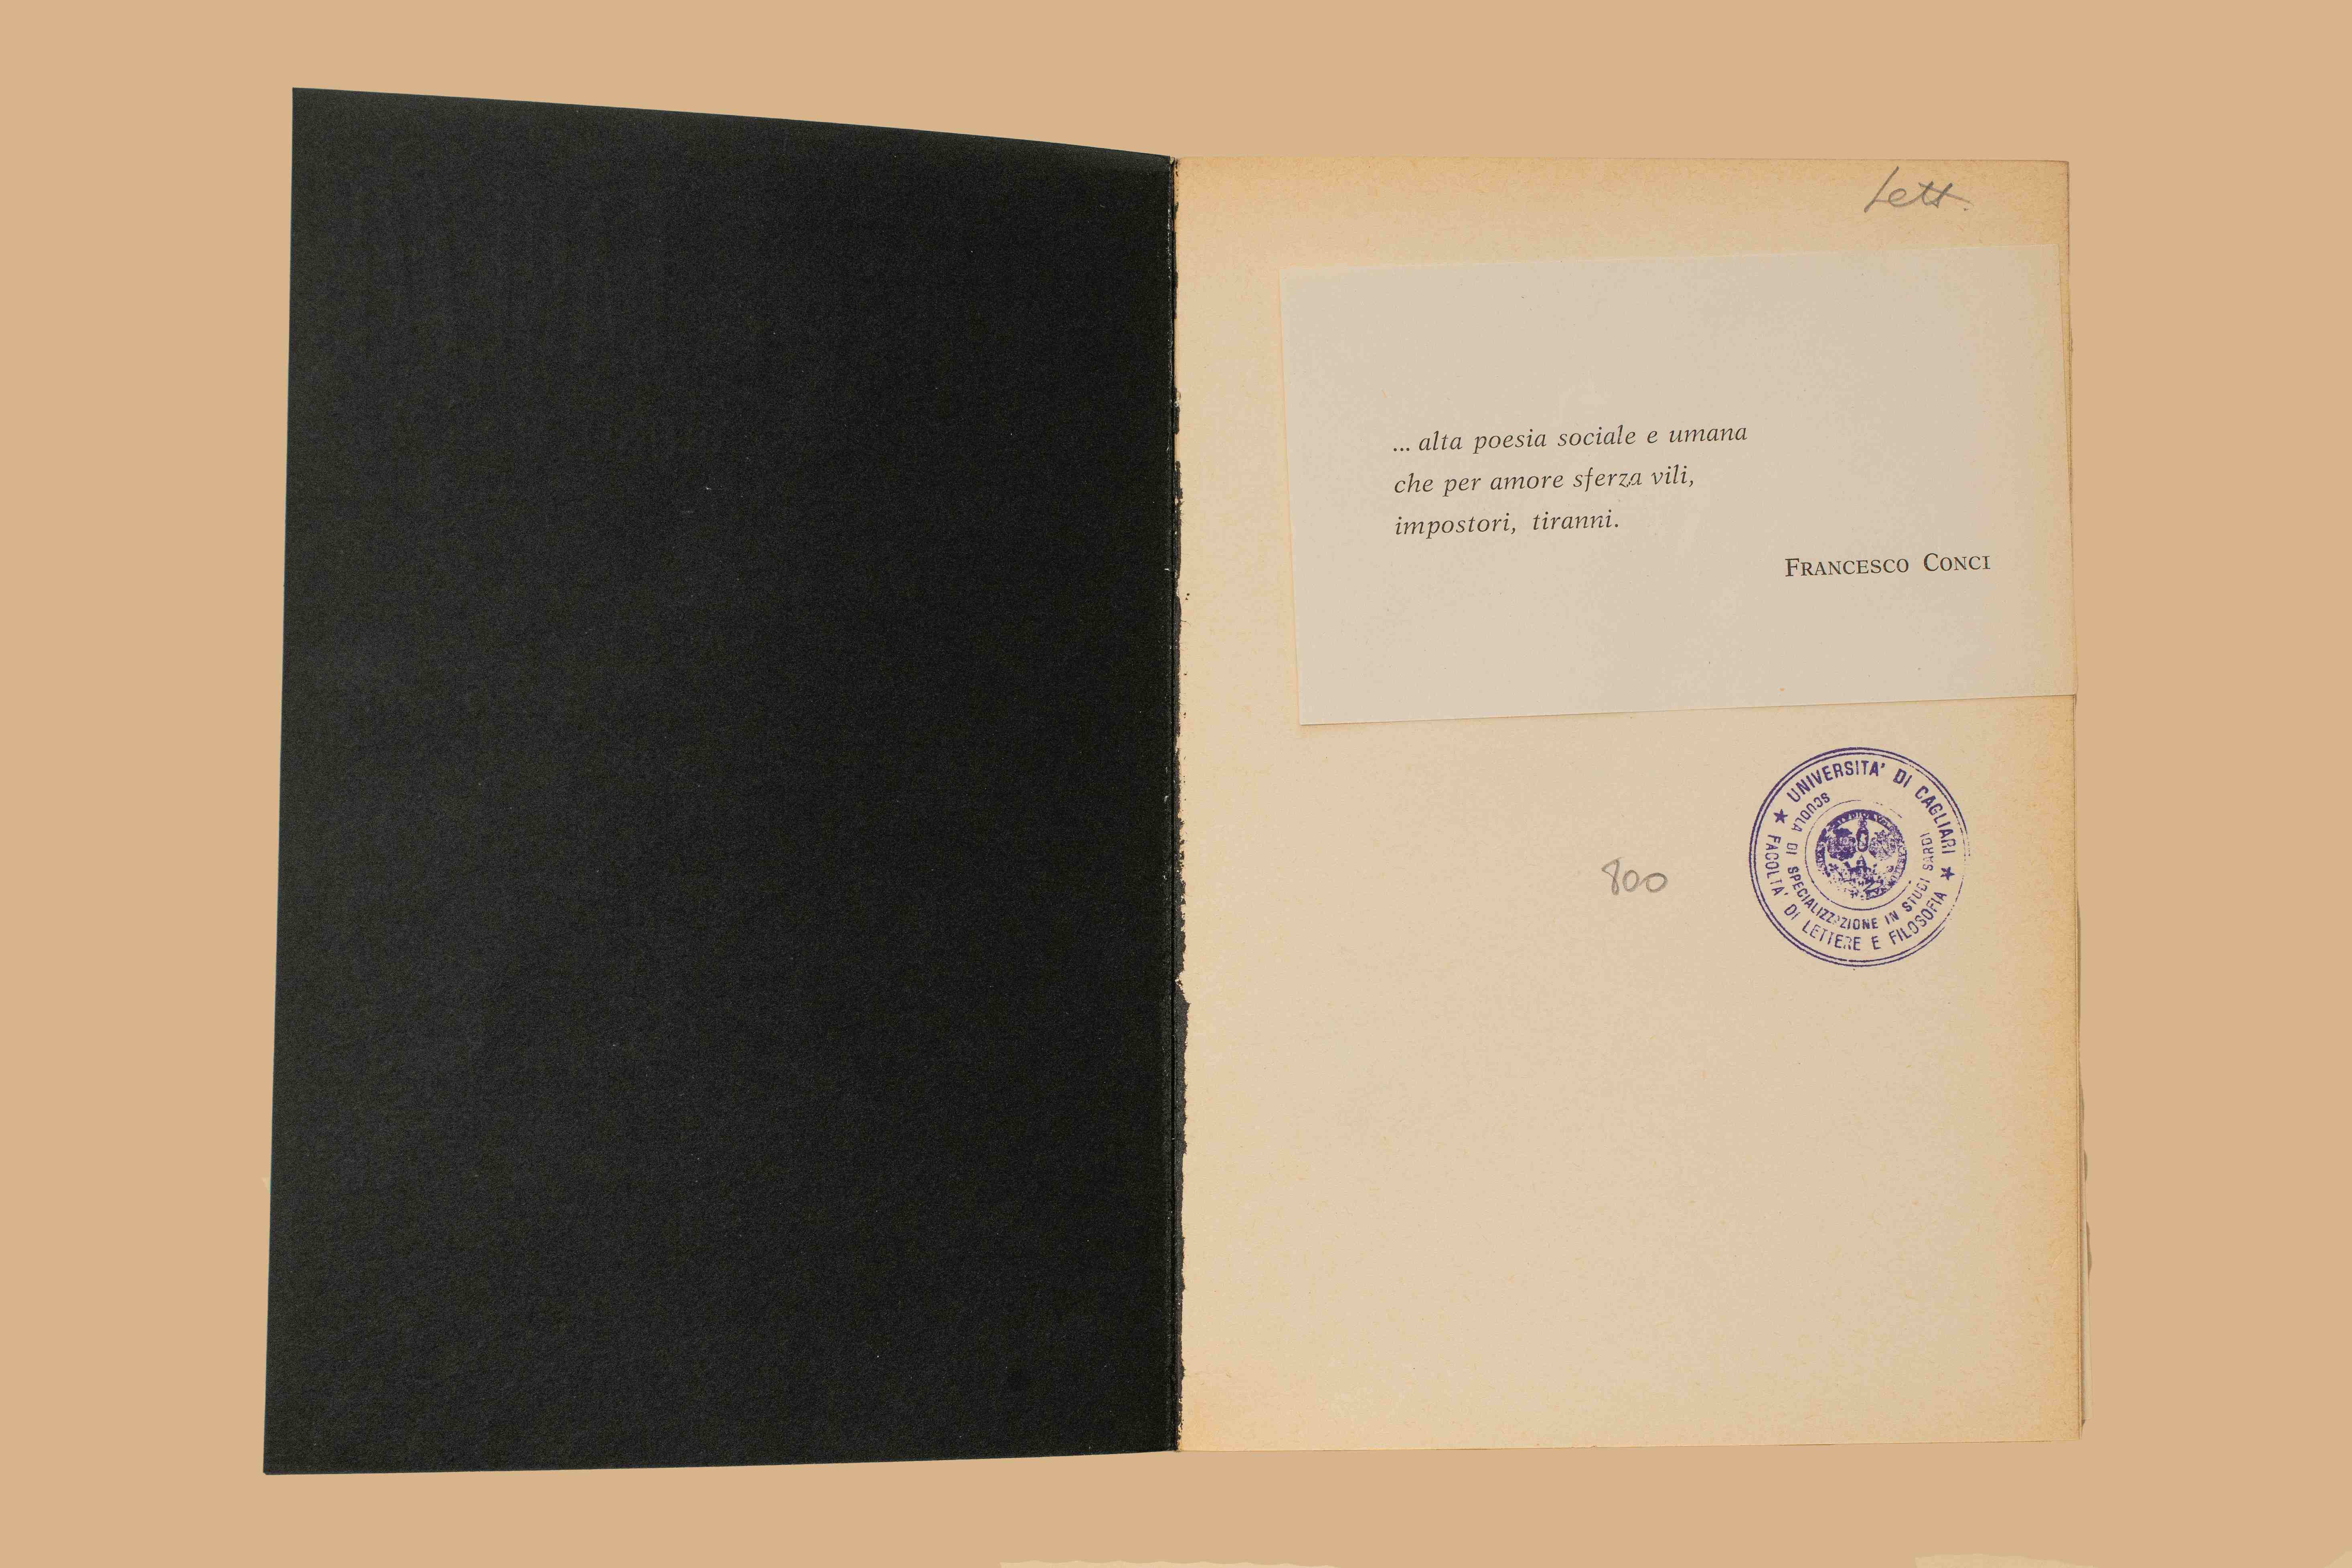 Lett.
... alta poesia sociale e umana
che per amore sferza vili,
impostori, tiranni.
FRANCESCO CONCI
★ UNIVERSITA' DI CAGLIARI ★
FACOLTA' DI LETTERE E FILOSOFIA
SCUOLA DI SPECIALIZZAZIONE IN STUDI SARDI
800